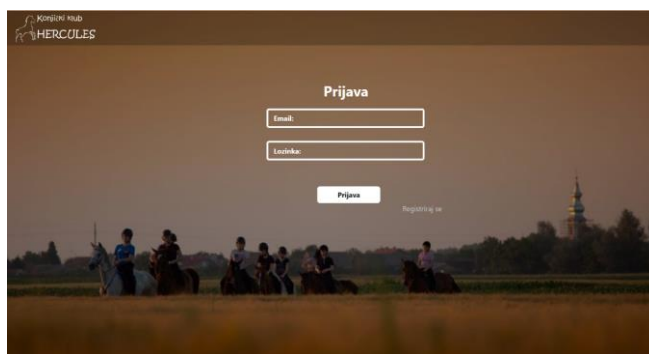 Konjički klub
HERCULES
Prijava
Email:
Lozinka:
Prijava
Registriraj se